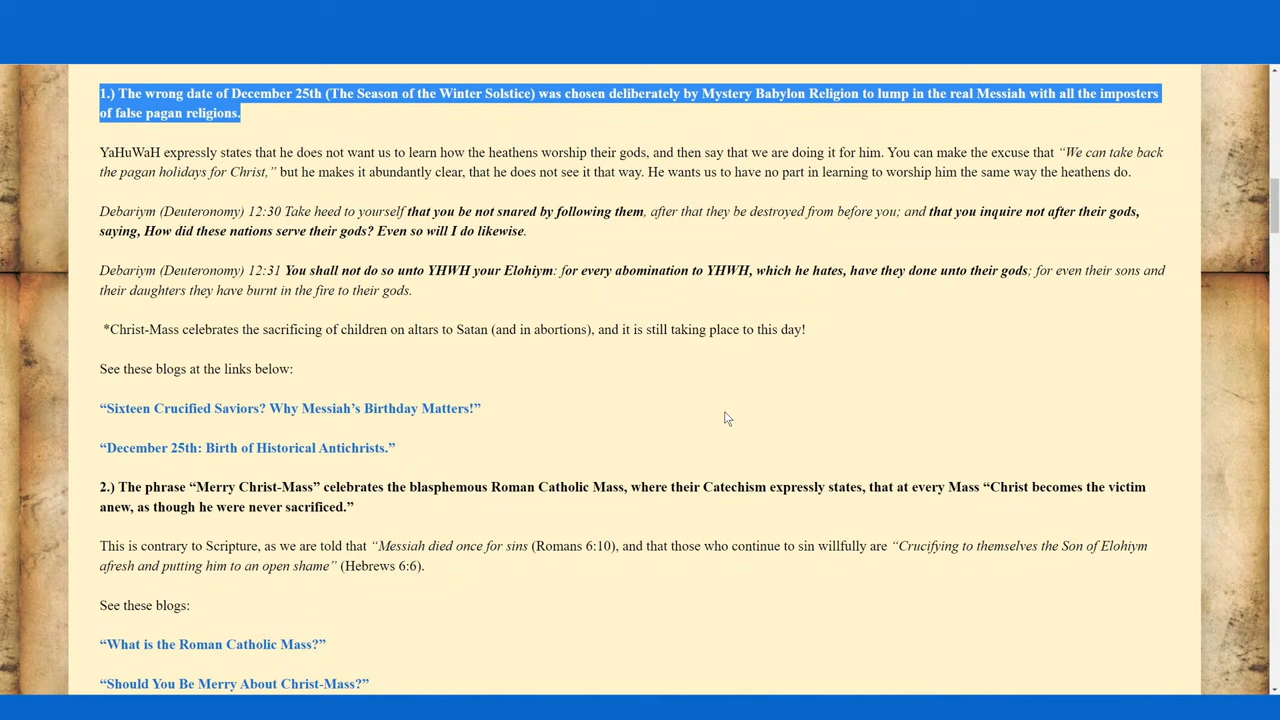 1.) The wrong date of December 25th (The Season of the Winter Solstice) was chosen deliberately by Mystery Babylon Religion to lump in the real Messiah with all the imposters
of false pagan religions.
YaHuWaH expressly states that he does not want us to learn how the heathens worship their gods, and then say that we are doing it for him. You can make the excuse that “We can take back
the pagan holidays for Christ,” but he makes it abundantly clear, that he does not see it that way. He wants us to have no part in learning to worship him the same way the heathens do.
Debariym (Deuteronomy) 12:30 Take heed to yourself that you be not snared by following them, after that they be destroyed from before you; and that you inquire not after their gods,
saying, How did these nations serve their gods? Even so will I do likewise.
Debariym (Deuteronomy) 12:31 You shall not do so unto YHWH your Elohiym: for every abomination to YHWH, which he hates, have they done unto their gods; for even their sons and
their daughters they have burnt in the fire to their gods.
*Christ-Mass celebrates the sacrificing of children on altars to Satan (and in abortions), and it is still taking place to this day!
See these blogs at the links below:
“Sixteen Crucified Saviors? Why Messiah’s Birthday Matters!”
“December 25th: Birth of Historical Antichrists.”
2.) The phrase “Merry Christ-Mass” celebrates the blasphemous Roman Catholic Mass, where their Catechism expressly states, that at every Mass “Christ becomes the victim
anew, as though he were never sacrificed.”
This is contrary to Scripture, as we are told that “Messiah died once for sins (Romans 6:10), and that those who continue to sin willfully are “Crucifying to themselves the Son of Elohiym
afresh and putting him to an open shame” (Hebrews 6:6).
See these blogs:
“What is the Roman Catholic Mass?”
“Should You Be Merry About Christ-Mass?”